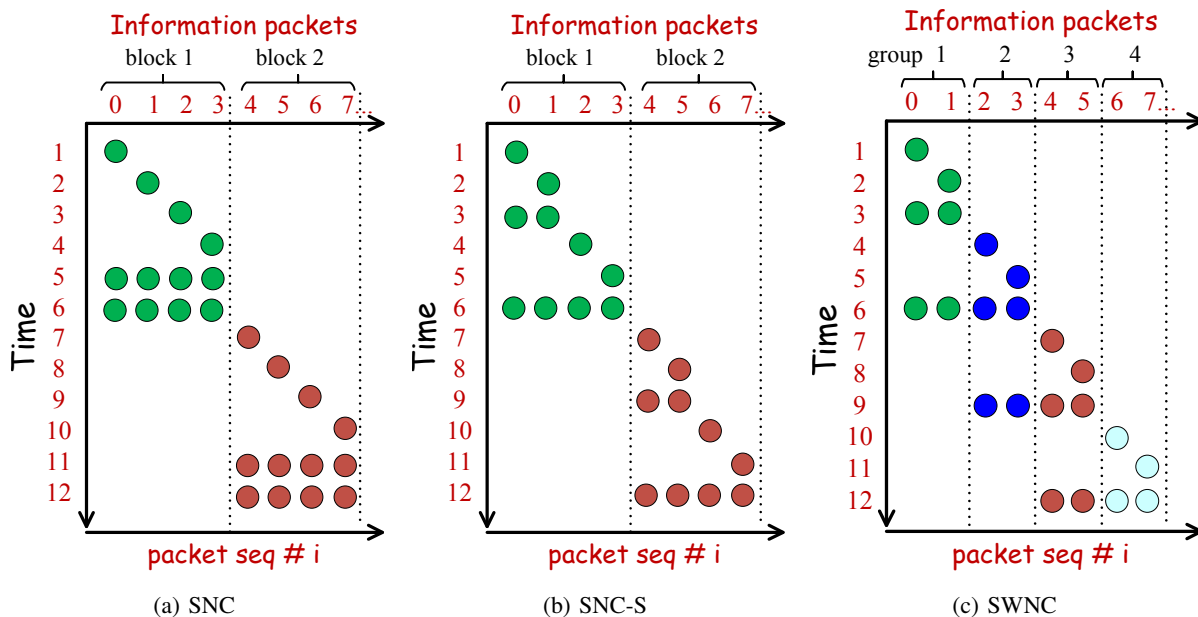 Information packets
block 1 block 2
0 1 2 3 4 5 6 7...
1
2
3
4
5
6
7
8
9
10
11
12
Time
packet seq # i
(a) SNC
Information packets
block 1 block 2
0 1 2 3 4 5 6 7...
1
2
3
4
5
6
7
8
9
10
11
12
Time
packet seq # i
(b) SNC-S
Information packets
group 1 2 3 4
0 1 2 3 4 5 6 7...
1
2
3
4
5
6
7
8
9
10
11
12
Time
packet seq # i
(c) SWNC